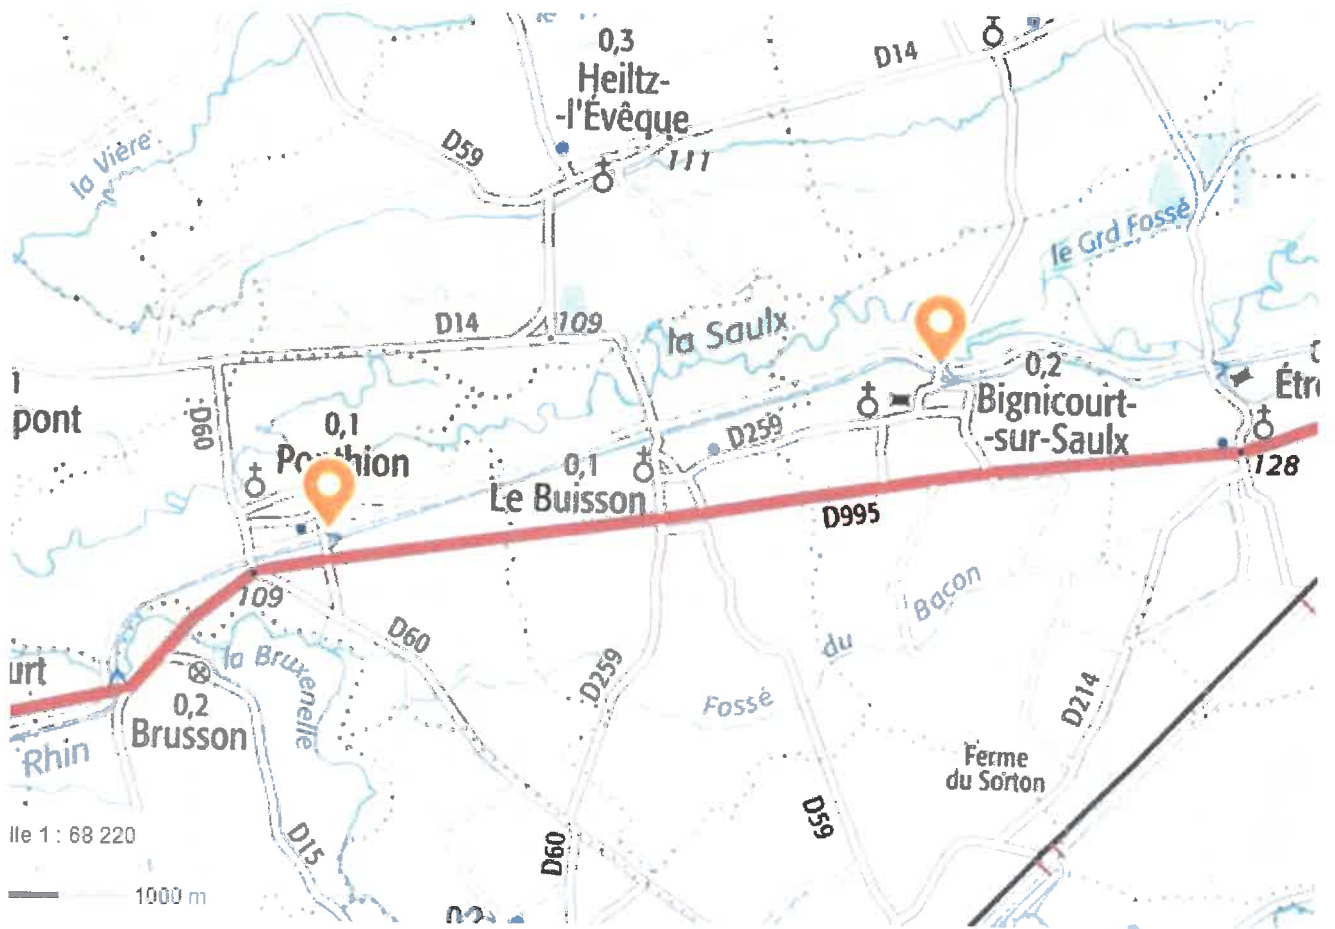 0,3
Heiltz-
-l'Évêque
D14
D59
111
la Vière
le Grd Fossé
D14
109
la Saulx
pont
D60
0,1
Ponthion
0,1
Le Buisson
D259
0,2
Bignicourt-
-sur-Saulx
Étr
128
D995
109
D60
la Bruxenelle
urt
0,2
Brusson
Rhin
D259
Fossé
du
Bacon
D214
Ferme
du Sorton
D59
D60
D15
lle 1 : 68 220
1000 m